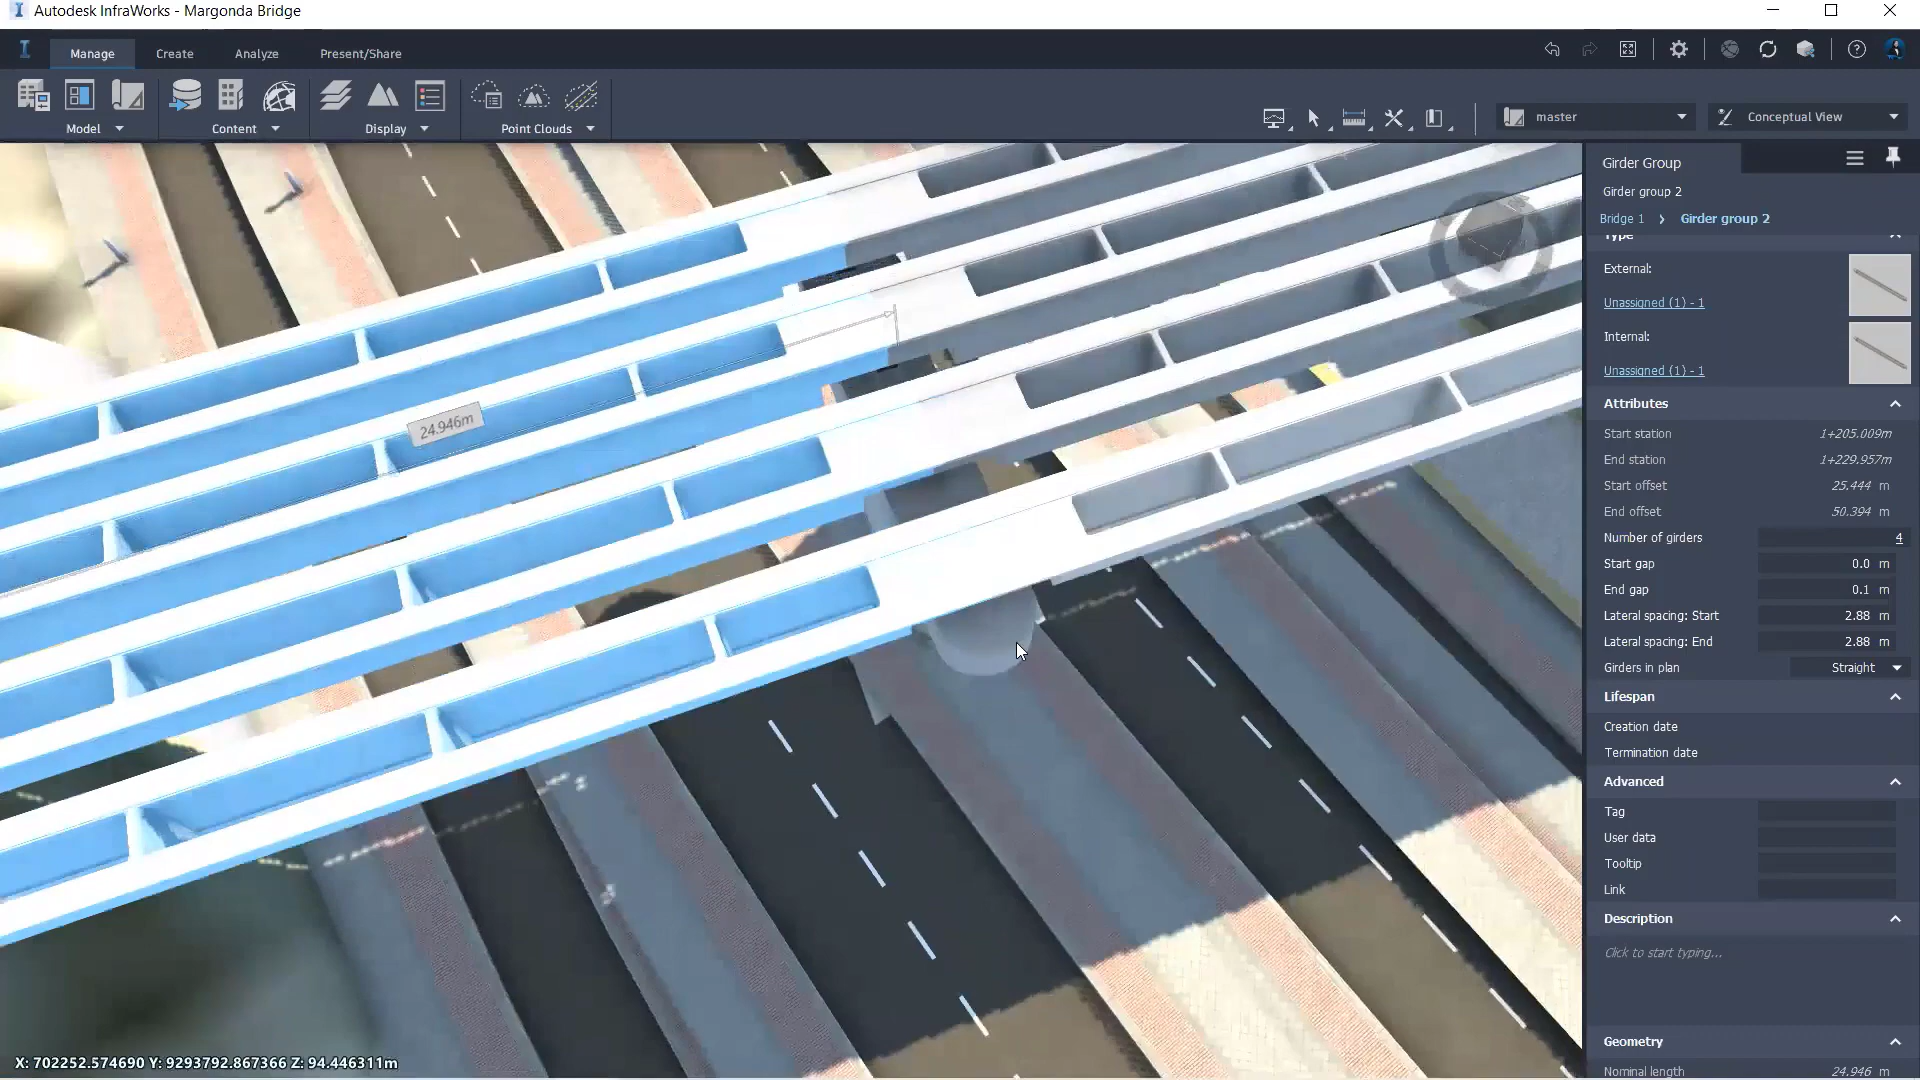 Autodesk InfraWorks - Margonda Bridge
Manage
Create
Analyze
Present/Share
Model
Content
Display
Point Clouds
master
Conceptual View
Girder Group
Girder group 2
Bridge 1 > Girder group 2
Type
External:
Unassigned (1) - 1
Internal:
Unassigned (1) - 1
Attributes
Start station 1+205.009m
End station 1+229.957m
Start offset 25.444 m
End offset 50.394 m
Number of girders 4
Start gap 0.0 m
End gap 0.1 m
Lateral spacing: Start 2.88 m
Lateral spacing: End 2.88 m
Girders in plan Straight
Lifespan
Creation date
Termination date
Advanced
Tag
User data
Tooltip
Link
Description
Click to start typing...
Geometry
Nominal length 24.946 m
24.946m
X: 702252.574690 Y: 9293792.867366 Z: 94.446311m